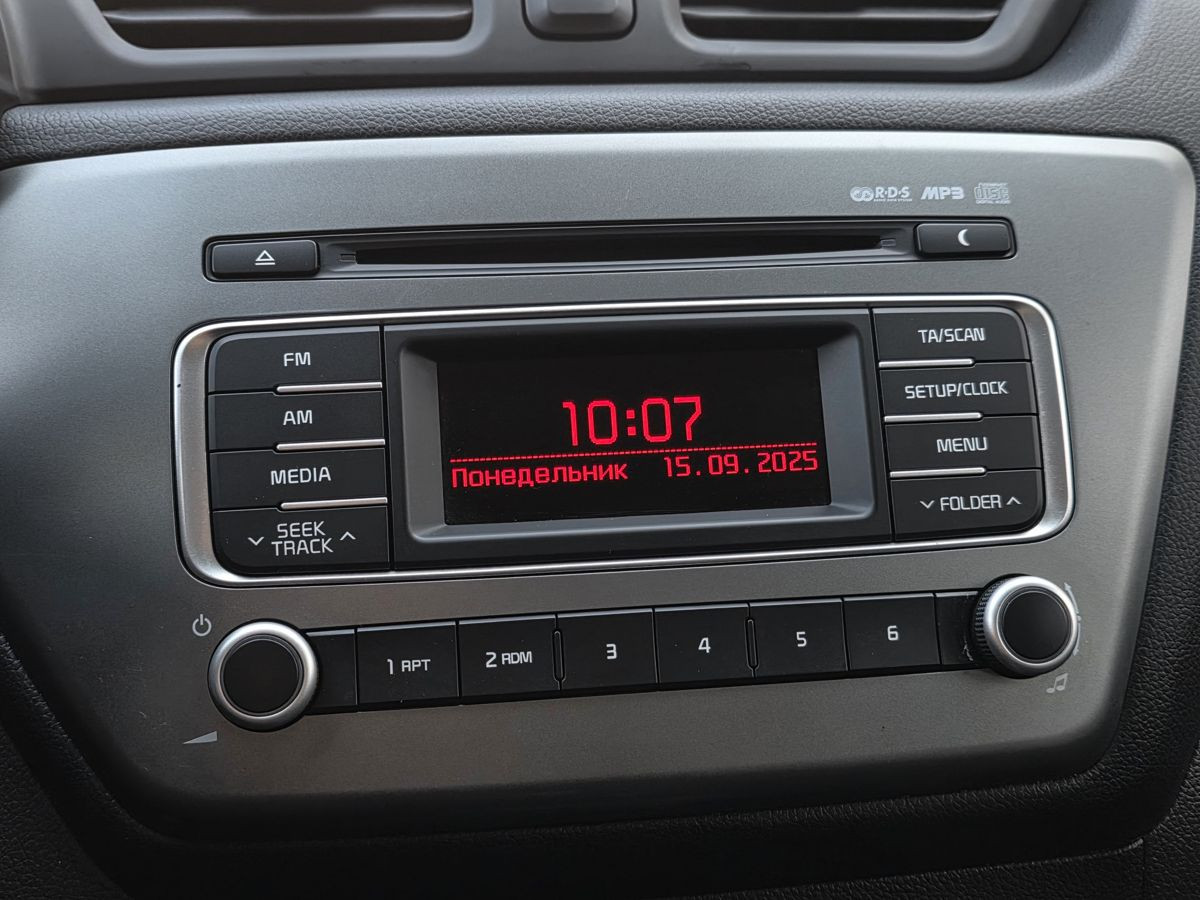 R·D·S MP3
disc
FM
AM
MEDIA
SEEK
TRACK
10:07
Понедельник 15.09.2025
TA/SCAN
SETUP/CLOCK
MENU
FOLDER
1 RPT 2 RDM 3 4 5 6